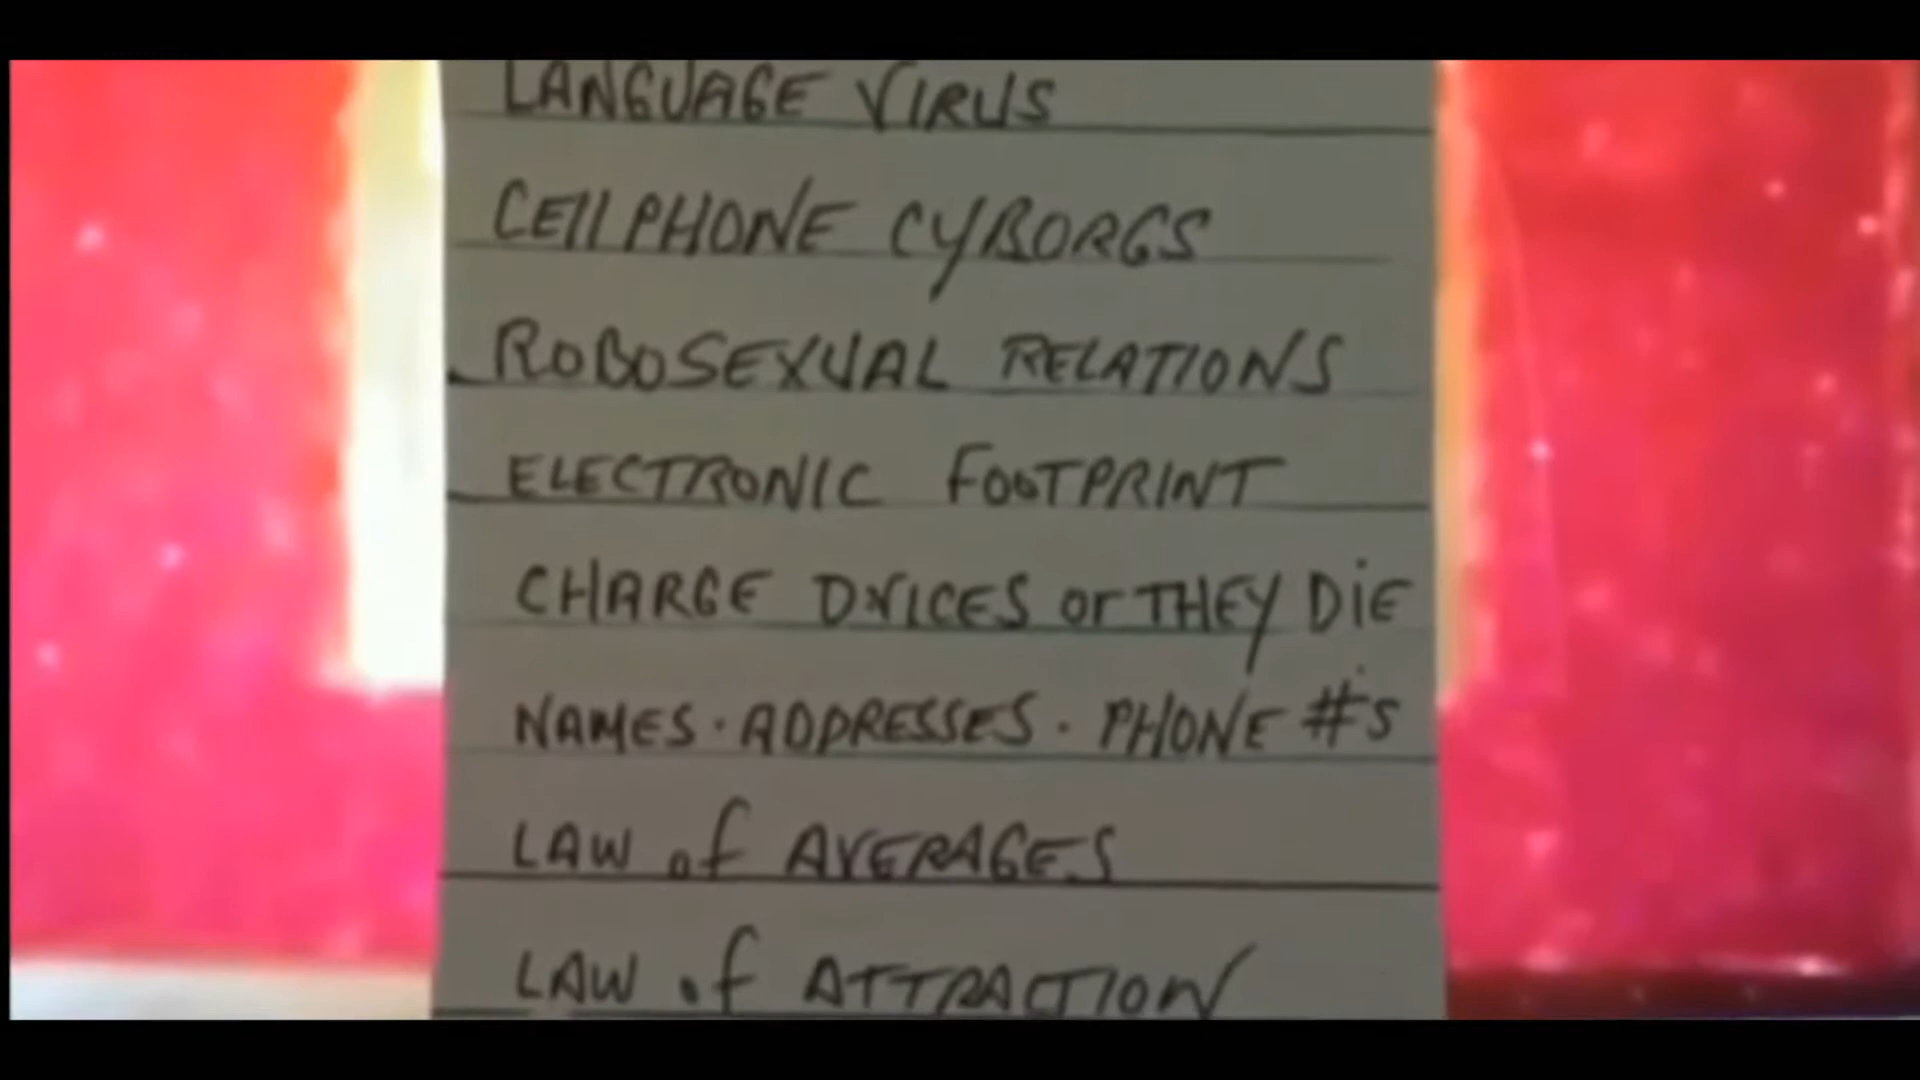 LANGUAGE VIRUS
CEllPHONE CYBORGS
ROBOSEXUAL RELATIONS
ELECTRONIC FOOTPRINT
CHARGE DVICES or THEY DiE
NAMES · ADDRESSES · PHONE #'S
LAW of AVERAGES
LAW of ATTRACTION